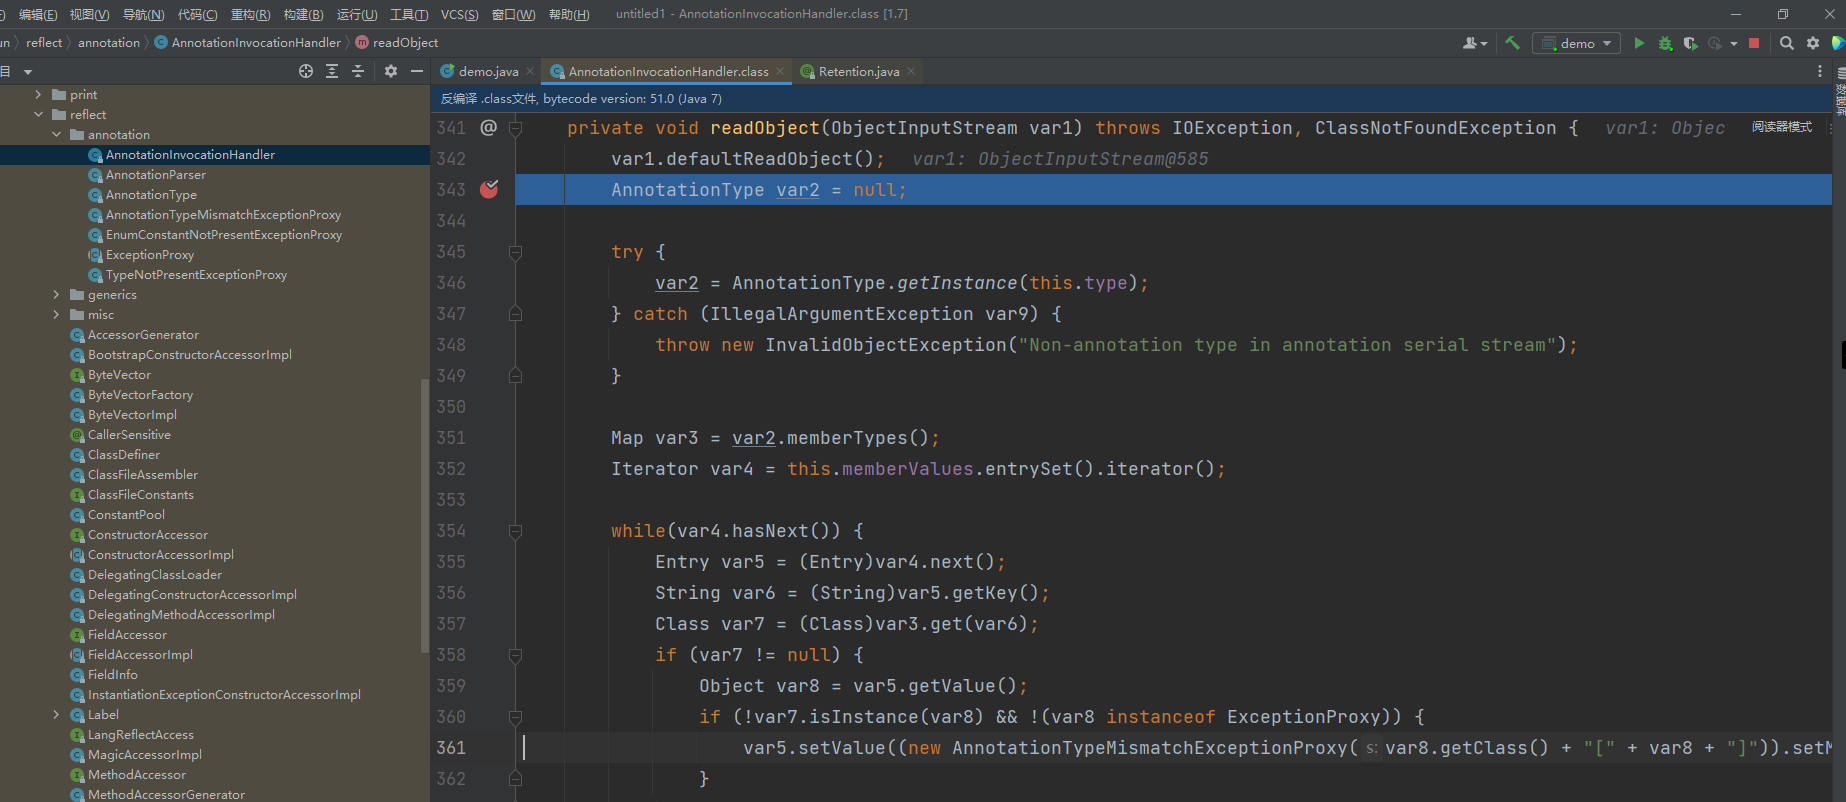 编辑(E) 视图(V) 导航(N) 代码(C) 重构(R) 构建(B) 运行(U) 工具(T) VCS(S) 窗口(W) 帮助(H) untitled1 - AnnotationInvocationHandler.class [1.7]
un reflect annotation AnnotationInvocationHandler readObject demo
目
demo.java AnnotationInvocationHandler.class Retention.java
反编译 .class文件, bytecode version: 51.0 (Java 7)
print
reflect
annotation
AnnotationInvocationHandler
AnnotationParser
AnnotationType
AnnotationTypeMismatchExceptionProxy
EnumConstantNotPresentExceptionProxy
ExceptionProxy
TypeNotPresentExceptionProxy
generics
misc
AccessorGenerator
BootstrapConstructorAccessorImpl
ByteVector
ByteVectorFactory
ByteVectorImpl
CallerSensitive
ClassDefiner
ClassFileAssembler
ClassFileConstants
ConstantPool
ConstructorAccessor
ConstructorAccessorImpl
DelegatingClassLoader
DelegatingConstructorAccessorImpl
DelegatingMethodAccessorImpl
FieldAccessor
FieldAccessorImpl
FieldInfo
InstantiationExceptionConstructorAccessorImpl
Label
LangReflectAccess
MagicAccessorImpl
MethodAccessor
MethodAccessorGenerator
341 @ private void readObject(ObjectInputStream var1) throws IOException, ClassNotFoundException { var1: Objec 阅读器模式
342 var1.defaultReadObject(); var1: ObjectInputStream@585
343 AnnotationType var2 = null;
344
345 try {
346 var2 = AnnotationType.getInstance(this.type);
347 } catch (IllegalArgumentException var9) {
348 throw new InvalidObjectException("Non-annotation type in annotation serial stream");
349 }
350
351 Map var3 = var2.memberTypes();
352 Iterator var4 = this.memberValues.entrySet().iterator();
353
354 while(var4.hasNext()) {
355 Entry var5 = (Entry)var4.next();
356 String var6 = (String)var5.getKey();
357 Class var7 = (Class)var3.get(var6);
358 if (var7 != null) {
359 Object var8 = var5.getValue();
360 if (!var7.isInstance(var8) && !(var8 instanceof ExceptionProxy)) {
361 var5.setValue((new AnnotationTypeMismatchExceptionProxy( s: var8.getClass() + "[" + var8 + "]")).setM
362 }
数据库